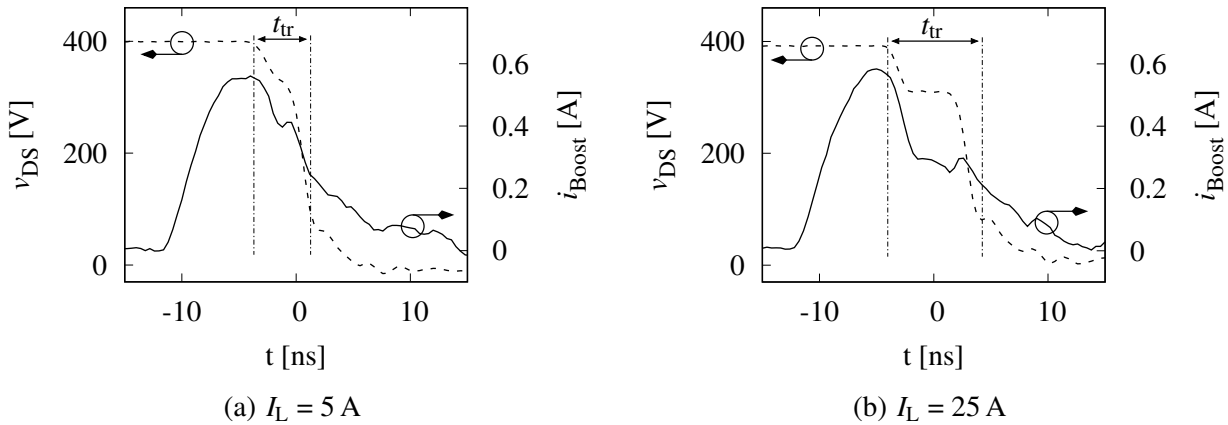 400
200
0
v_DS [V]
t_tr
0.6
0.4
0.2
0
i_Boost [A]
-10 0 10
t [ns]
(a) I_L = 5 A
400
200
0
v_DS [V]
t_tr
0.6
0.4
0.2
0
i_Boost [A]
-10 0 10
t [ns]
(b) I_L = 25 A